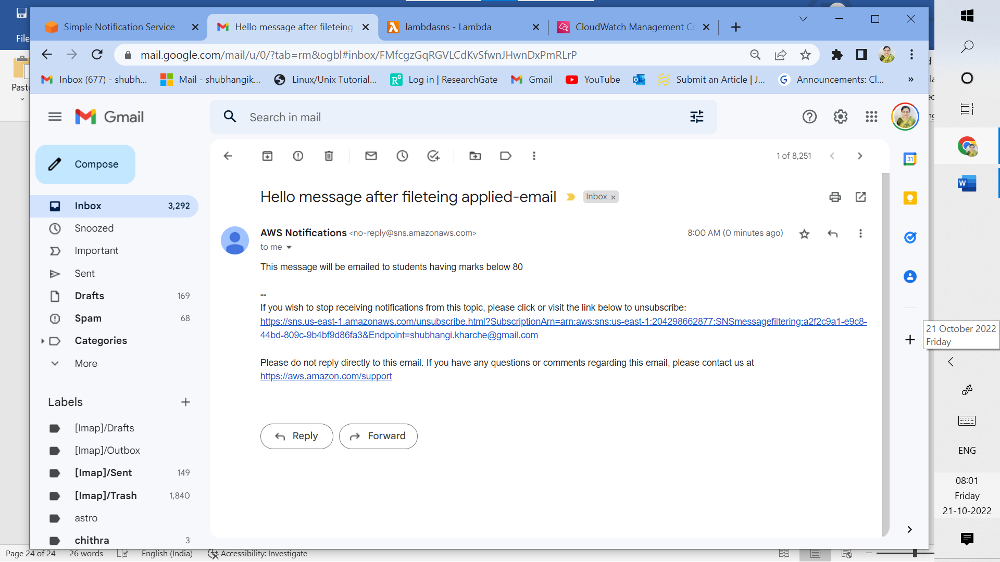 File
Paste
Simple Notification Service
Hello message after fileteing
lambdasns - Lambda
CloudWatch Management Co
mail.google.com/mail/u/0/?tab=rm&ogbl#inbox/FMfcgzGqRGVLCdKvSfwnJHwnDxPmRLrP
Inbox (677) - shubh...
Mail - shubhangik...
Linux/Unix Tutorial...
Log in | ResearchGate
Gmail
YouTube
Submit an Article | J...
Announcements: Cl...
»
Gmail
Search in mail
Compose
1 of 8,251
31
Inbox 3,292
Snoozed
Important
Sent
Drafts 169
Spam 68
Categories
More
Labels
[Imap]/Drafts
[Imap]/Outbox
[Imap]/Sent 149
[Imap]/Trash 1,840
astro
chithra 3
Hello message after fileteing applied-email
Inbox ×
AWS Notifications <no-reply@sns.amazonaws.com>
8:00 AM (0 minutes ago)
to me
This message will be emailed to students having marks below 80
--
If you wish to stop receiving notifications from this topic, please click or visit the link below to unsubscribe:
https://sns.us-east-1.amazonaws.com/unsubscribe.html?SubscriptionArn=arn:aws:sns:us-east-1:204298662877:SNSmessagefiltering:a2f2c9a1-e9c8-
44bd-809c-9b4bf9d86fa3&Endpoint=shubhangi.kharche@gmail.com
Please do not reply directly to this email. If you have any questions or comments regarding this email, please contact us at
https://aws.amazon.com/support
Reply
Forward
21 October 2022
Friday
ENG
08:01
Friday
21-10-2022
Page 24 of 24
26 words
English (India)
Accessibility: Investigate